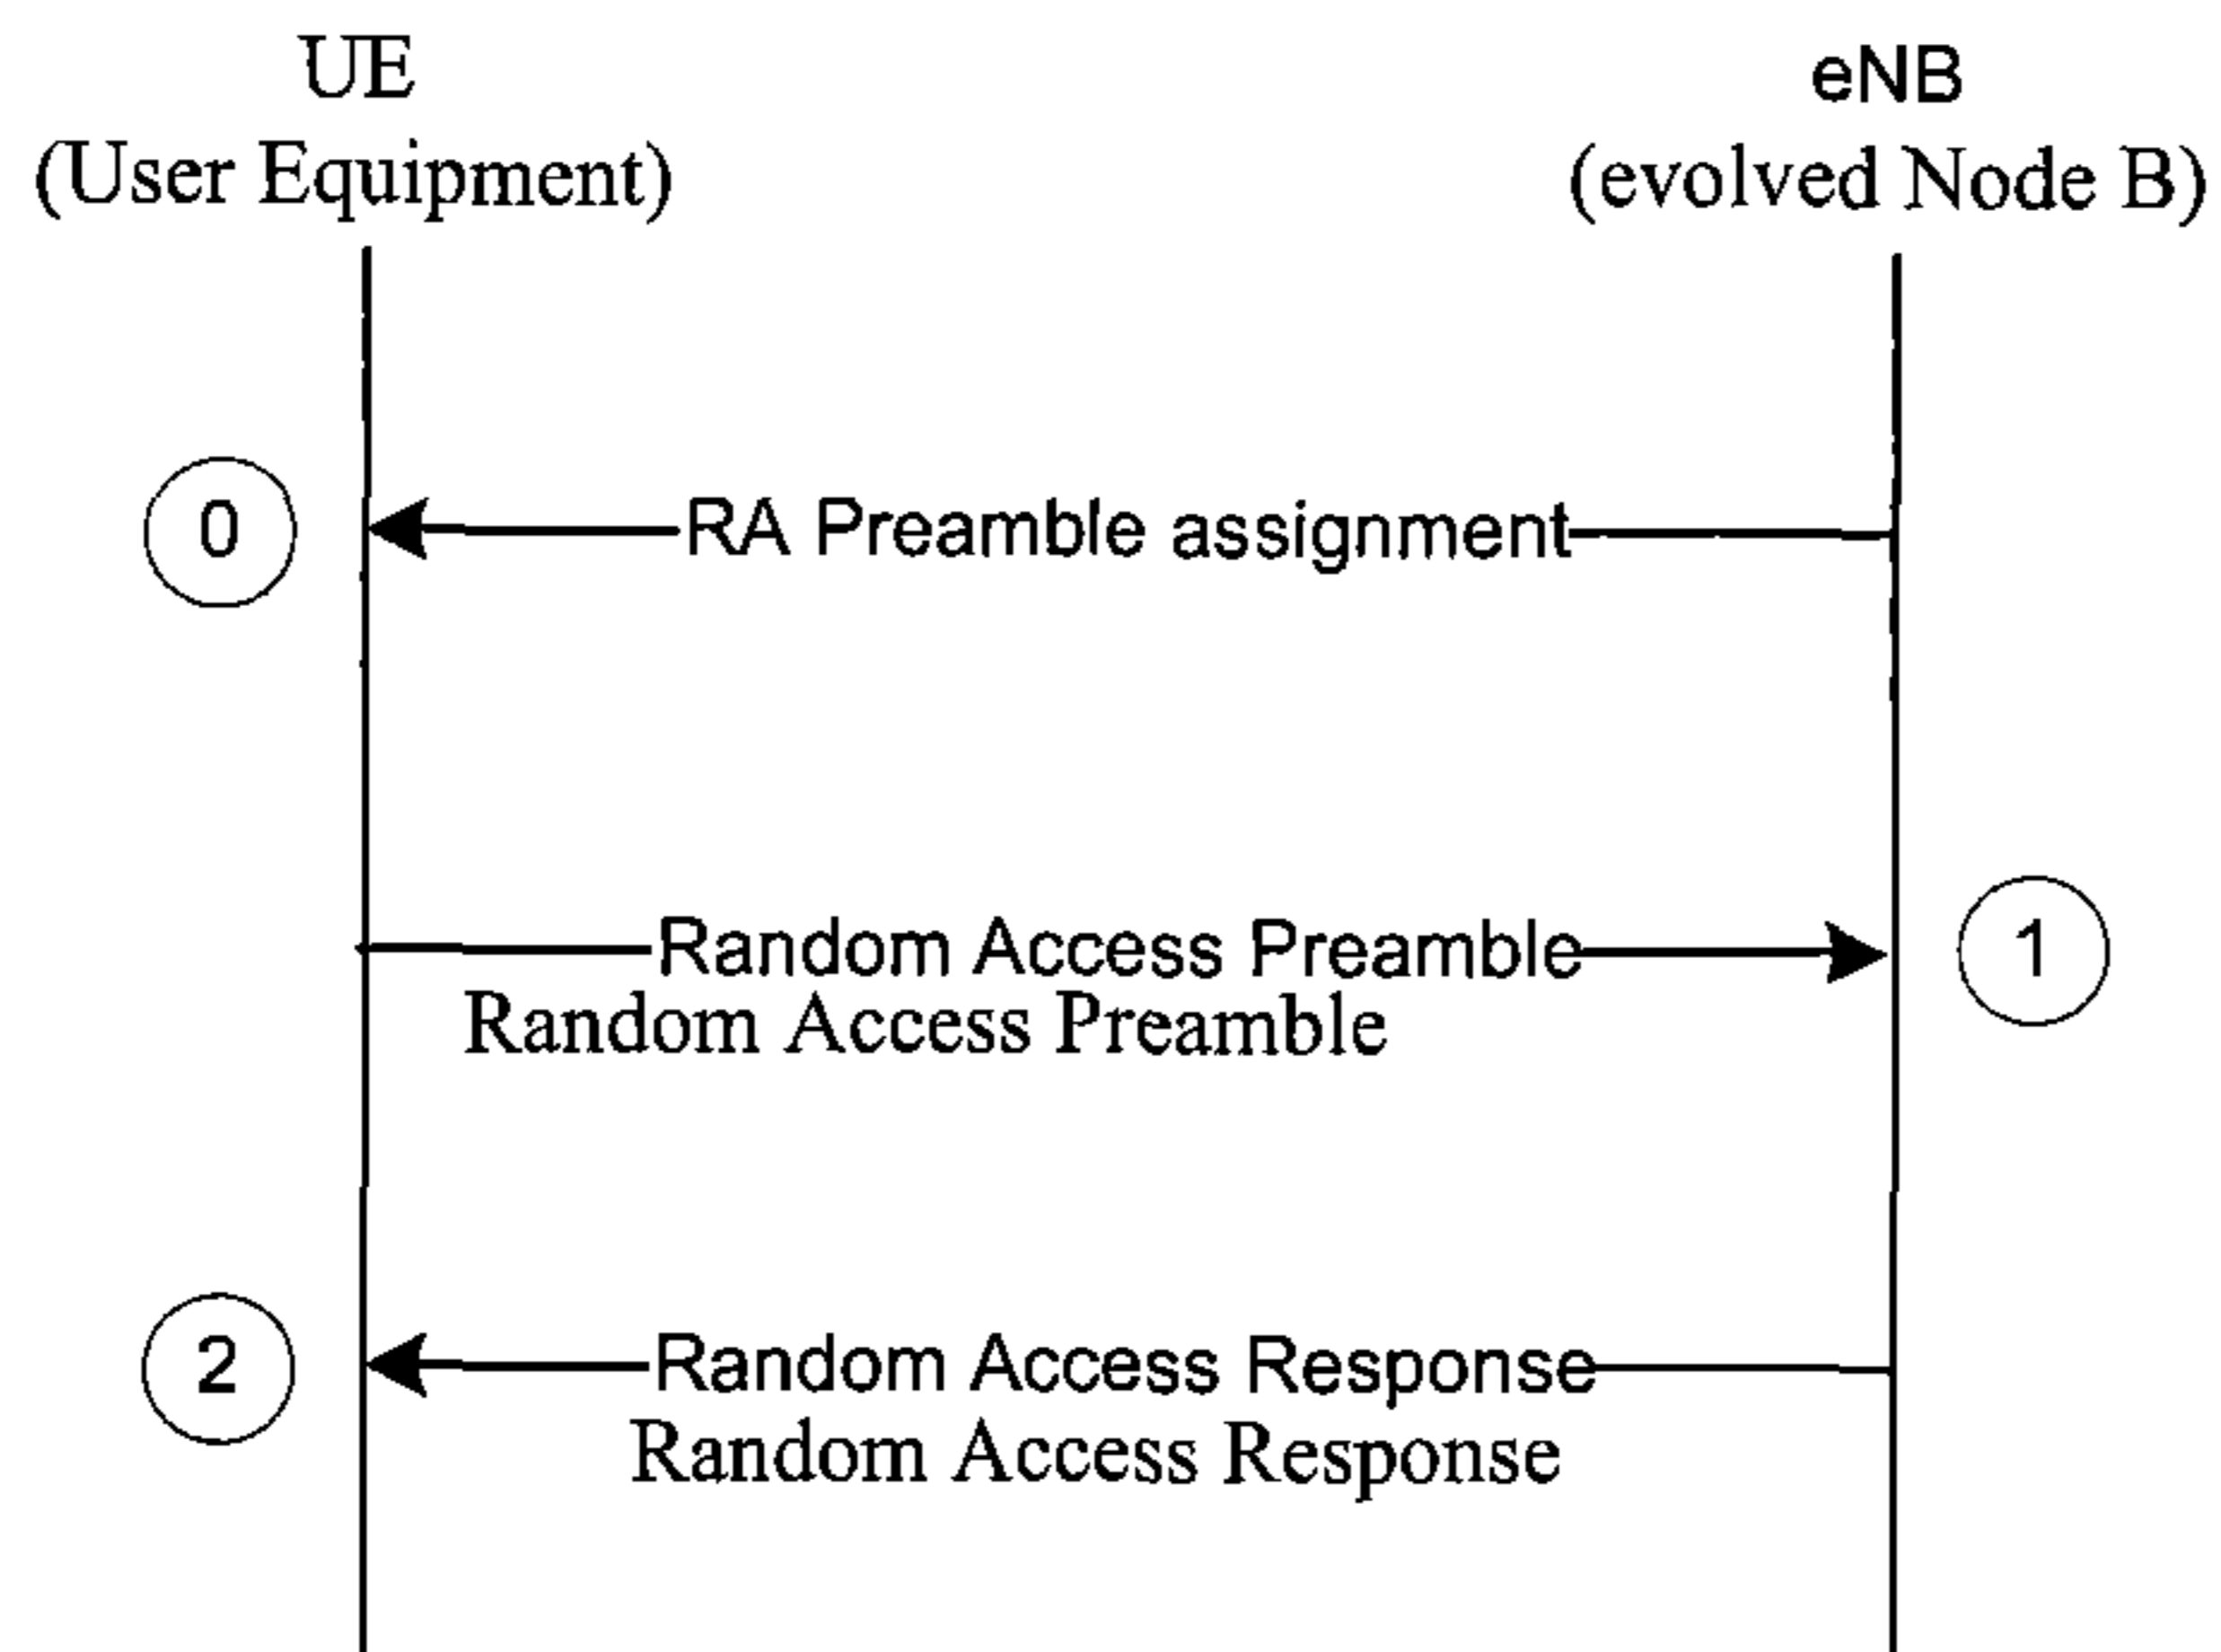 UE
(User Equipment)
eNB
(evolved Node B)
0
RA Preamble assignment
Random Access Preamble
1
Random Access Preamble
2
Random Access Response
Random Access Response